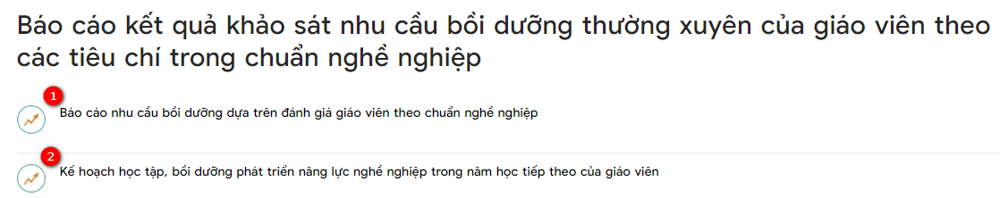 Báo cáo kết quả khảo sát nhu cầu bồi dưỡng thường xuyên của giáo viên theo
các tiêu chí trong chuẩn nghề nghiệp
1
Báo cáo nhu cầu bồi dưỡng dựa trên đánh giá giáo viên theo chuẩn nghề nghiệp
2
Kế hoạch học tập, bồi dưỡng phát triển năng lực nghề nghiệp trong năm học tiếp theo của giáo viên